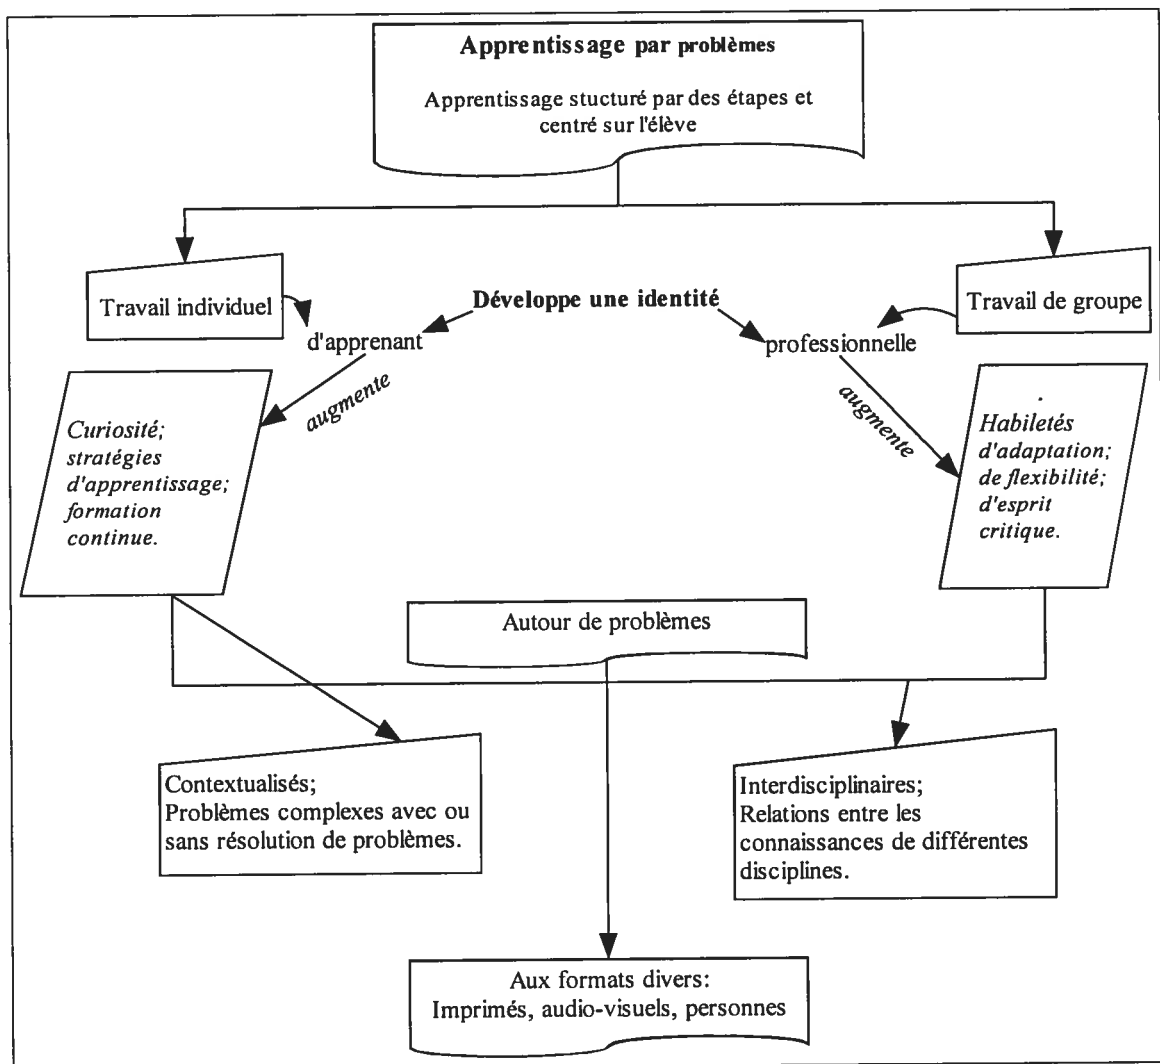 Apprentissage par problèmes
Apprentissage stucturé par des étapes et
centré sur l'élève
Travail individuel
Développe une identité
Travail de groupe
d'apprenant
professionnelle
augmente
augmente
Curiosité;
stratégies
d'apprentissage;
formation
continue.
Habiletés
d'adaptation;
de flexibilité;
d'esprit
critique.
Autour de problèmes
Contextualisés;
Problèmes complexes avec ou
sans résolution de problèmes.
Interdisciplinaires;
Relations entre les
connaissances de différentes
disciplines.
Aux formats divers:
Imprimés, audio-visuels, personnes